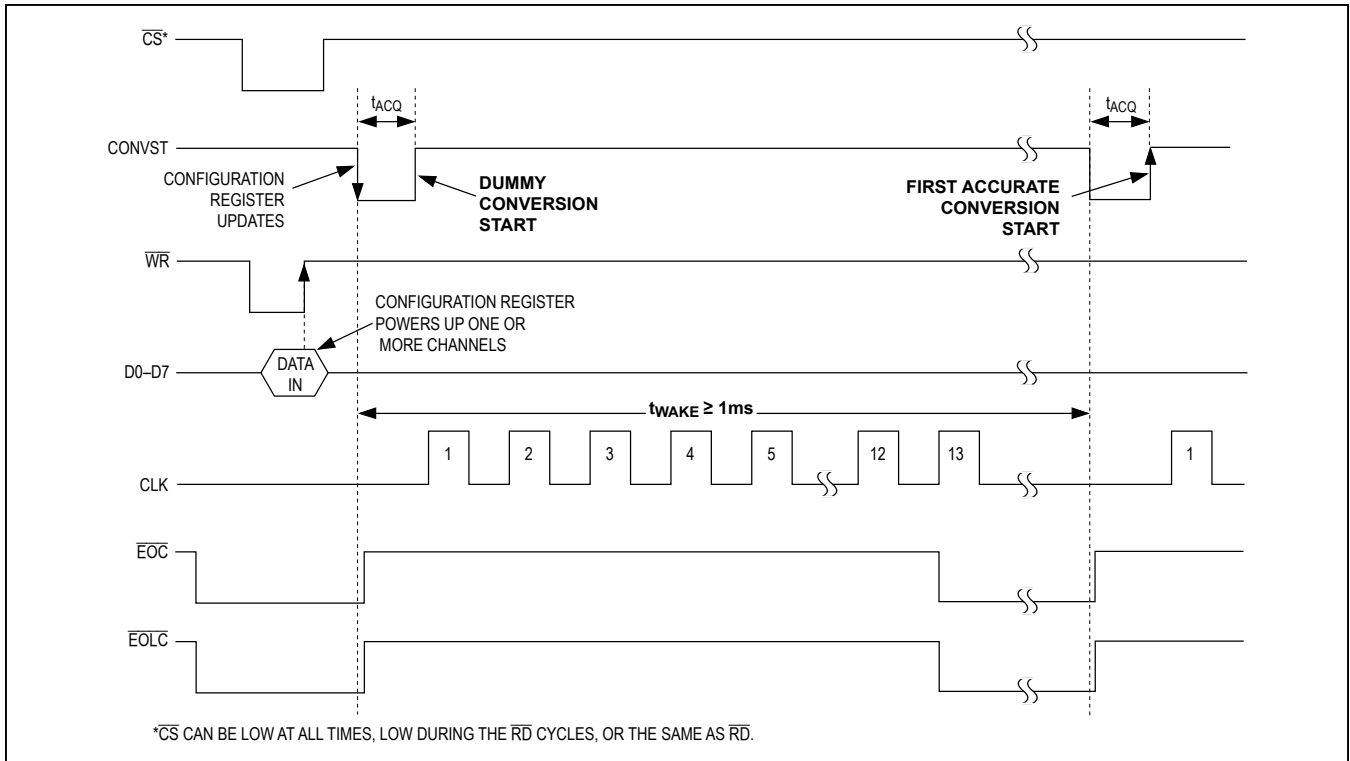 CS*
tACQ
tACQ
CONVST
CONFIGURATION
REGISTER
UPDATES
DUMMY
CONVERSION
START
FIRST ACCURATE
CONVERSION
START
WR
CONFIGURATION REGISTER
POWERS UP ONE OR
MORE CHANNELS
D0–D7
DATA
IN
tWAKE ≥ 1ms
CLK
1
2
3
4
5
12
13
1
EOC
EOLC
*CS CAN BE LOW AT ALL TIMES, LOW DURING THE RD CYCLES, OR THE SAME AS RD.